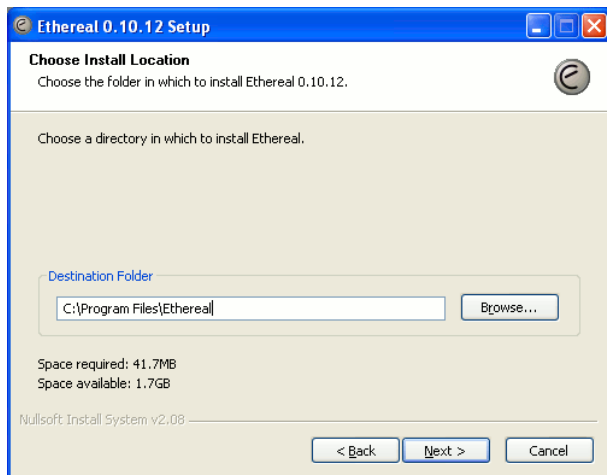 Ethereal 0.10.12 Setup
Choose Install Location
Choose the folder in which to install Ethereal 0.10.12.
Choose a directory in which to install Ethereal.
Destination Folder
C:\Program Files\Ethereal
Browse...
Space required: 41.7MB
Space available: 1.7GB
Nullsoft Install System v2.08
< Back
Next >
Cancel